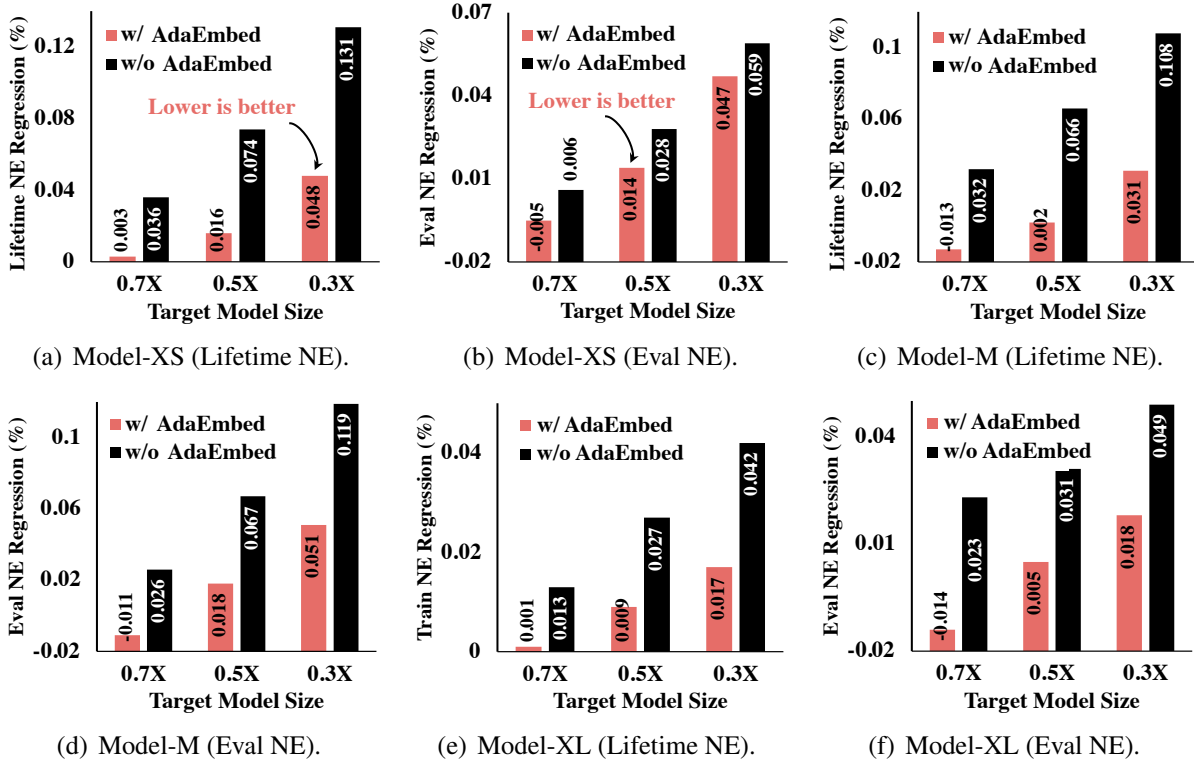 Lifetime NE Regression (%)
0.12
0.08
0.04
0
w/ AdaEmbed
w/o AdaEmbed
Lower is better
0.003
0.036
0.016
0.074
0.048
0.131
0.7X 0.5X 0.3X
Target Model Size
(a) Model-XS (Lifetime NE).
Eval NE Regression (%)
0.07
0.04
0.01
-0.02
w/ AdaEmbed
w/o AdaEmbed
Lower is better
-0.005
0.006
0.014
0.028
0.047
0.059
0.7X 0.5X 0.3X
Target Model Size
(b) Model-XS (Eval NE).
Lifetime NE Regression (%)
0.1
0.06
0.02
-0.02
w/ AdaEmbed
w/o AdaEmbed
-0.013
0.032
0.002
0.066
0.031
0.108
0.7X 0.5X 0.3X
Target Model Size
(c) Model-M (Lifetime NE).
Eval NE Regression (%)
0.1
0.06
0.02
-0.02
w/ AdaEmbed
w/o AdaEmbed
-0.011
0.026
0.018
0.067
0.051
0.119
0.7X 0.5X 0.3X
Target Model Size
(d) Model-M (Eval NE).
Train NE Regression (%)
0.04
0.02
0
w/ AdaEmbed
w/o AdaEmbed
0.001
0.013
0.009
0.027
0.017
0.042
0.7X 0.5X 0.3X
Target Model Size
(e) Model-XL (Lifetime NE).
Eval NE Regression (%)
0.04
0.01
-0.02
w/ AdaEmbed
w/o AdaEmbed
-0.014
0.023
0.005
0.031
0.018
0.049
0.7X 0.5X 0.3X
Target Model Size
(f) Model-XL (Eval NE).